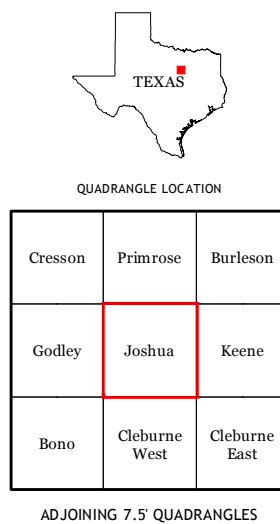 TEXAS
QUADRANGLE LOCATION
Cresson Primrose Burleson
Godley Joshua Keene
Bono Cleburne West Cleburne East
ADJOINING 7.5' QUADRANGLES